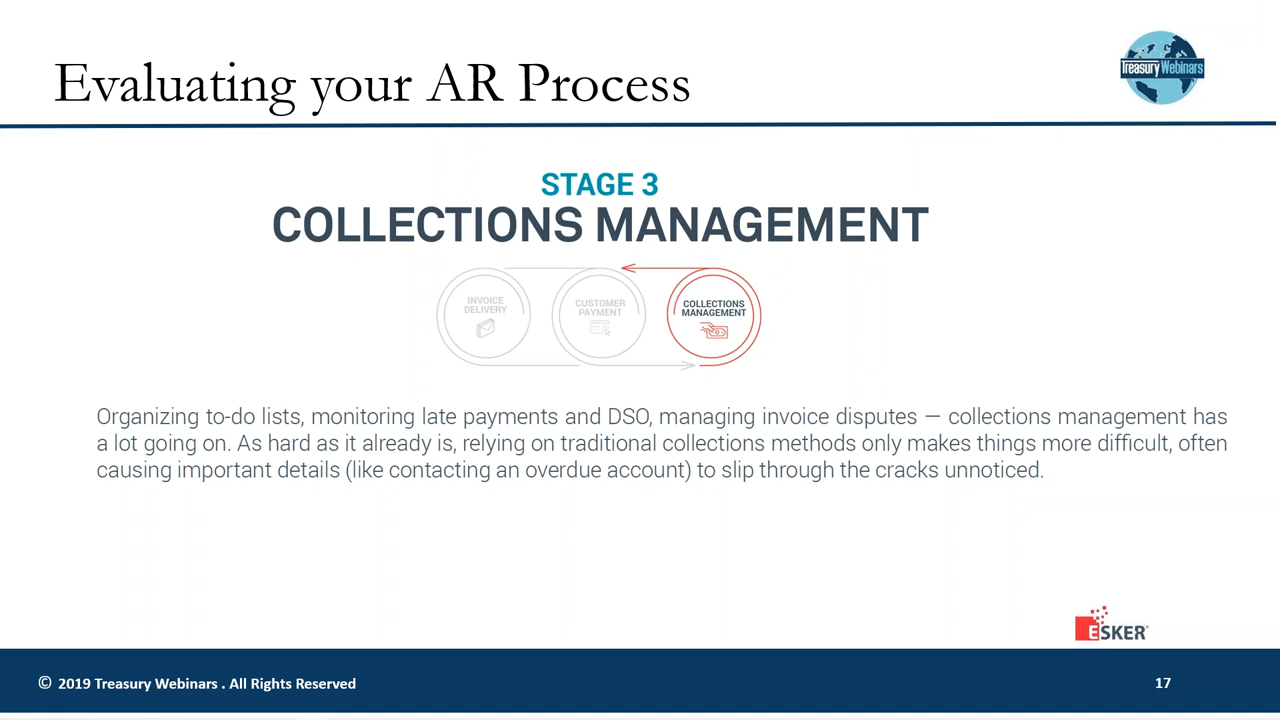 Evaluating your AR Process
Treasury Webinars
STAGE 3
COLLECTIONS MANAGEMENT
INVOICE
DELIVERY
CUSTOMER
PAYMENT
COLLECTIONS
MANAGEMENT
Organizing to-do lists, monitoring late payments and DSO, managing invoice disputes — collections management has
a lot going on. As hard as it already is, relying on traditional collections methods only makes things more difficult, often
causing important details (like contacting an overdue account) to slip through the cracks unnoticed.
ESKER
© 2019 Treasury Webinars . All Rights Reserved
17